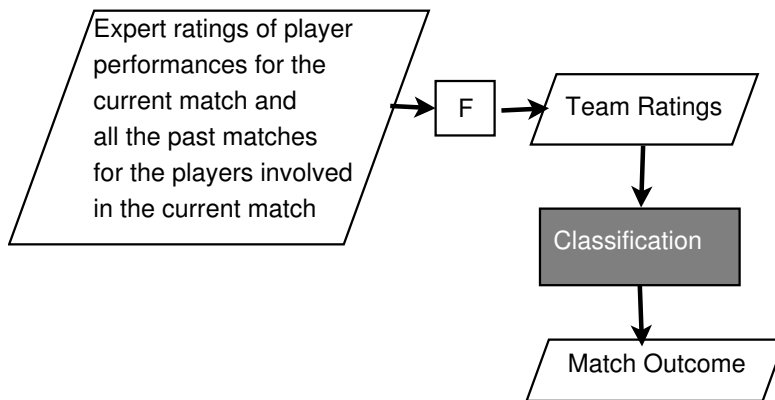 Expert ratings of player
performances for the
current match and
all the past matches
for the players involved
in the current match
F
Team Ratings
Classification
Match Outcome